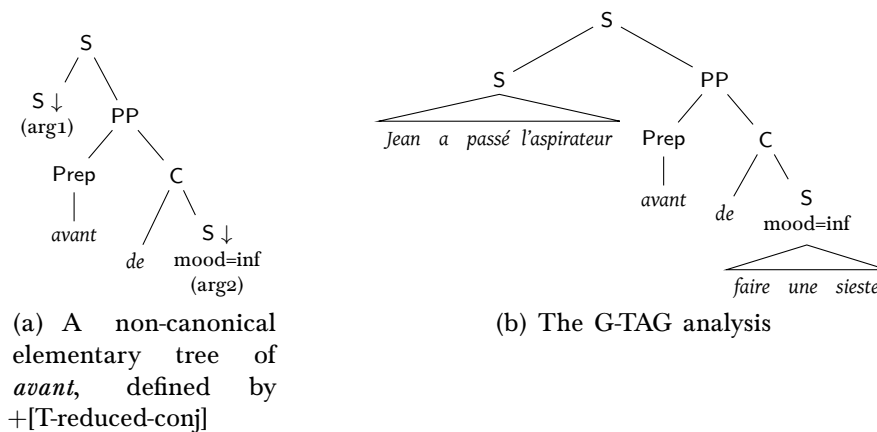 S
S ↓
(arg1)
PP
Prep
C
avant
de
S ↓
mood=inf
(arg2)
(a) A non-canonical
elementary tree of
avant, defined by
+[T-reduced-conj]
S
S
PP
Jean a passé l'aspirateur
Prep
C
avant
de
S
mood=inf
faire une sieste
(b) The G-TAG analysis